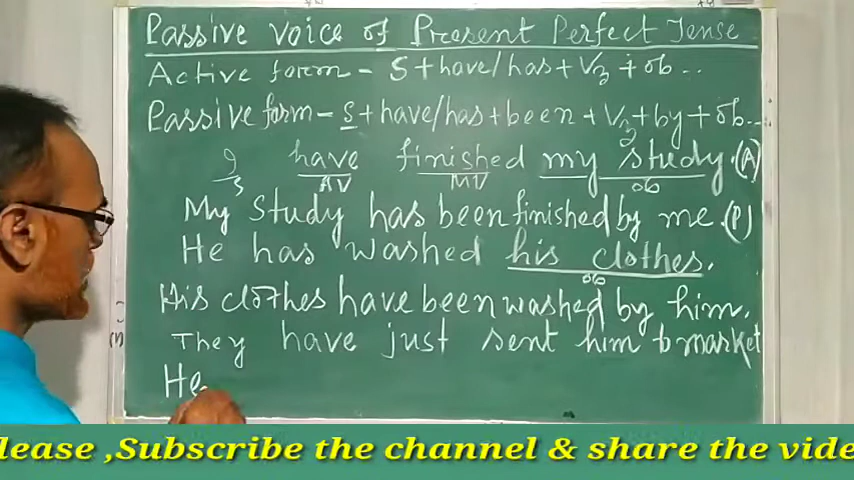 Passive voice of Present Perfect Tense
Active form - S + have/has + V3 + ob...
Passive form - S + have/has + been + V3 + by + ob...
I have finished my study. (A)
S AV MV ob
My study has been finished by me. (P)
He has washed his clothes.
ob
His clothes have been washed by him.
They have just sent him to market
He
lease ,Subscribe the channel & share the vide